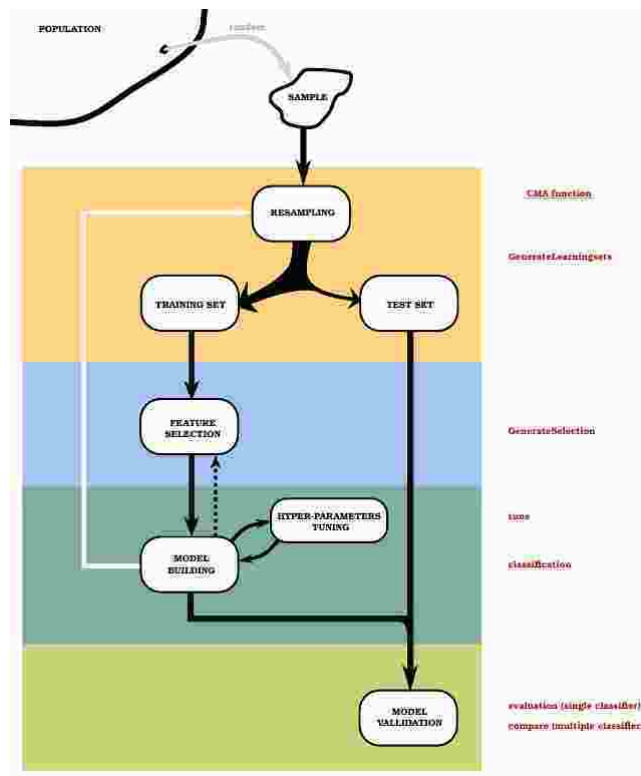 POPULATION
random
SAMPLE
CMA function
RESAMPLING
GenerateLearningsets
TRAINING SET
TEST SET
FEATURE
SELECTION
GenerateSelection
HYPER-PARAMETERS
TUNING
tune
MODEL
BUILDING
classification
MODEL
VALLIDATION
evaluation (single classifier)
compare (multiple classifier